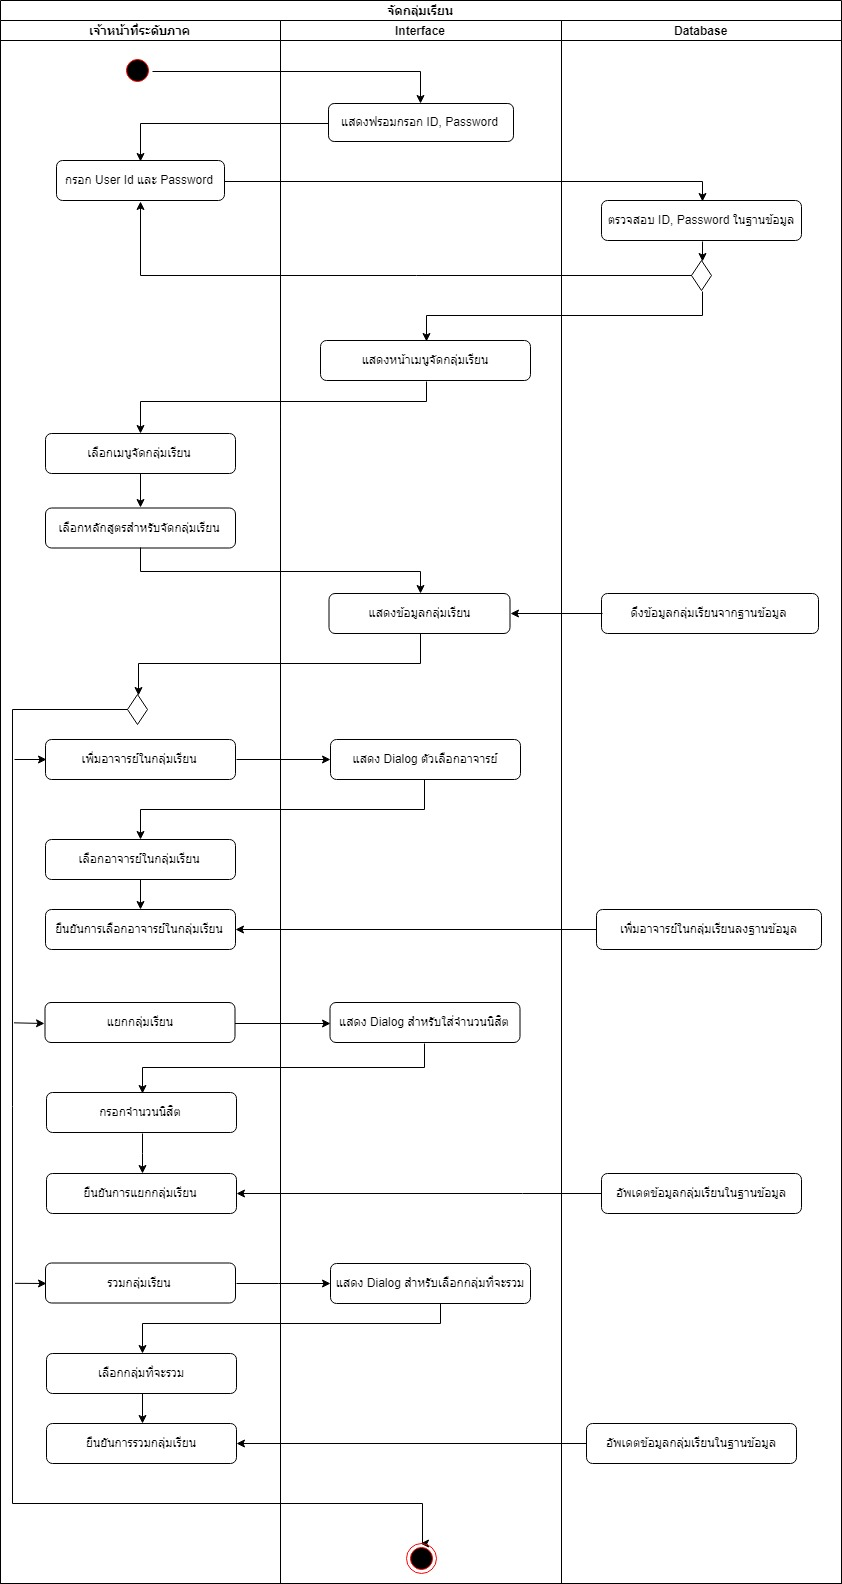 จัดกลุ่มเรียน
เจ้าหน้าที่ระดับภาค
Interface
Database
แสดงฟรอมกรอก ID, Password
กรอก User Id และ Password
ตรวจสอบ ID, Password ในฐานข้อมูล
แสดงหน้าเมนูจัดกลุ่มเรียน
เลือกเมนูจัดกลุ่มเรียน
เลือกหลักสูตรสำหรับจัดกลุ่มเรียน
แสดงข้อมูลกลุ่มเรียน
ดึงข้อมูลกลุ่มเรียนจากฐานข้อมูล
เพิ่มอาจารย์ในกลุ่มเรียน
แสดง Dialog ตัวเลือกอาจารย์
เลือกอาจารย์ในกลุ่มเรียน
ยืนยันการเลือกอาจารย์ในกลุ่มเรียน
เพิ่มอาจารย์ในกลุ่มเรียนลงฐานข้อมูล
แยกกลุ่มเรียน
แสดง Dialog สำหรับใส่จำนวนนิสิต
กรอกจำนวนนิสิต
ยืนยันการแยกกลุ่มเรียน
อัพเดตข้อมูลกลุ่มเรียนในฐานข้อมูล
รวมกลุ่มเรียน
แสดง Dialog สำหรับเลือกกลุ่มที่จะรวม
เลือกกลุ่มที่จะรวม
ยืนยันการรวมกลุ่มเรียน
อัพเดตข้อมูลกลุ่มเรียนในฐานข้อมูล